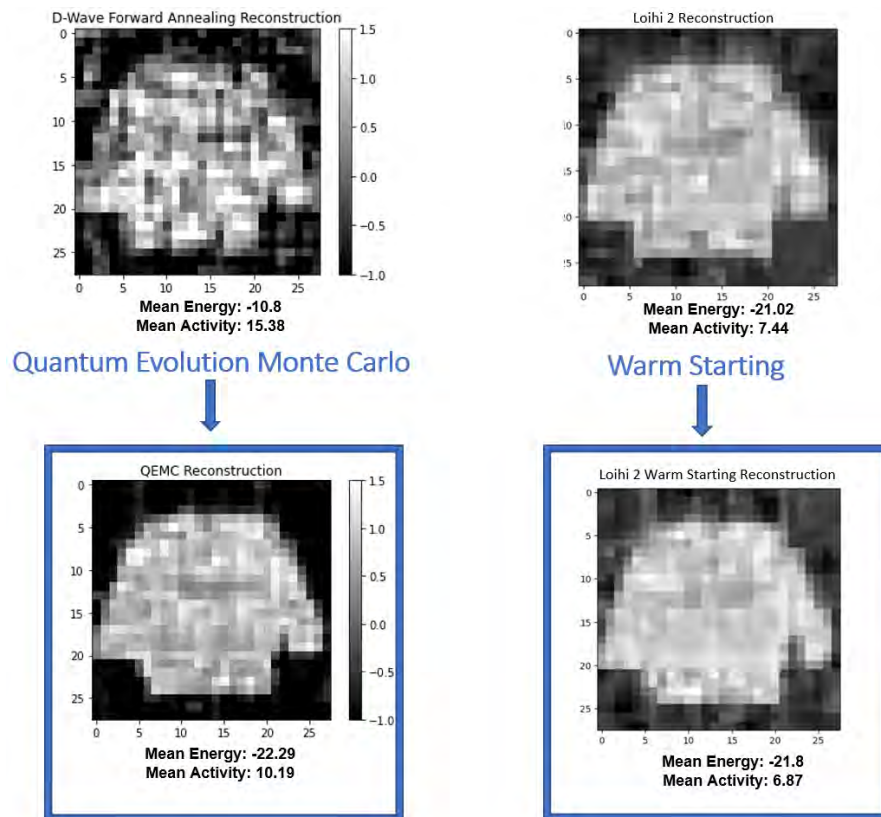 D-Wave Forward Annealing Reconstruction
0
5
10
15
20
25
0 5 10 15 20 25
1.5
1.0
0.5
0.0
−0.5
−1.0
Mean Energy: -10.8
Mean Activity: 15.38
Loihi 2 Reconstruction
0
5
10
15
20
25
0 5 10 15 20 25
Mean Energy: -21.02
Mean Activity: 7.44
Quantum Evolution Monte Carlo
Warm Starting
QEMC Reconstruction
0
5
10
15
20
25
0 5 10 15 20 25
1.5
1.0
0.5
0.0
−0.5
−1.0
Mean Energy: -22.29
Mean Activity: 10.19
Loihi 2 Warm Starting Reconstruction
0
5
10
15
20
25
0 5 10 15 20 25
Mean Energy: -21.8
Mean Activity: 6.87